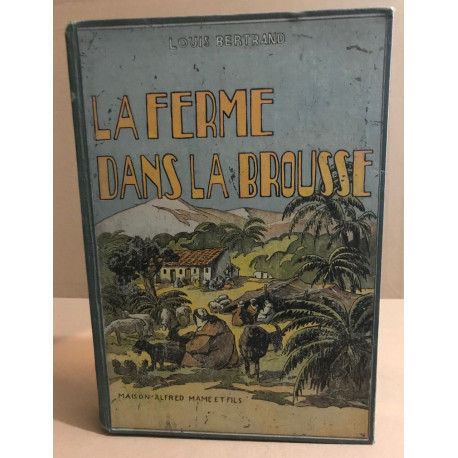 LOUIS BERTRAND
LA FERME
DANS LA BROUSSE
MAISON·ALFRED MAME ET FILS